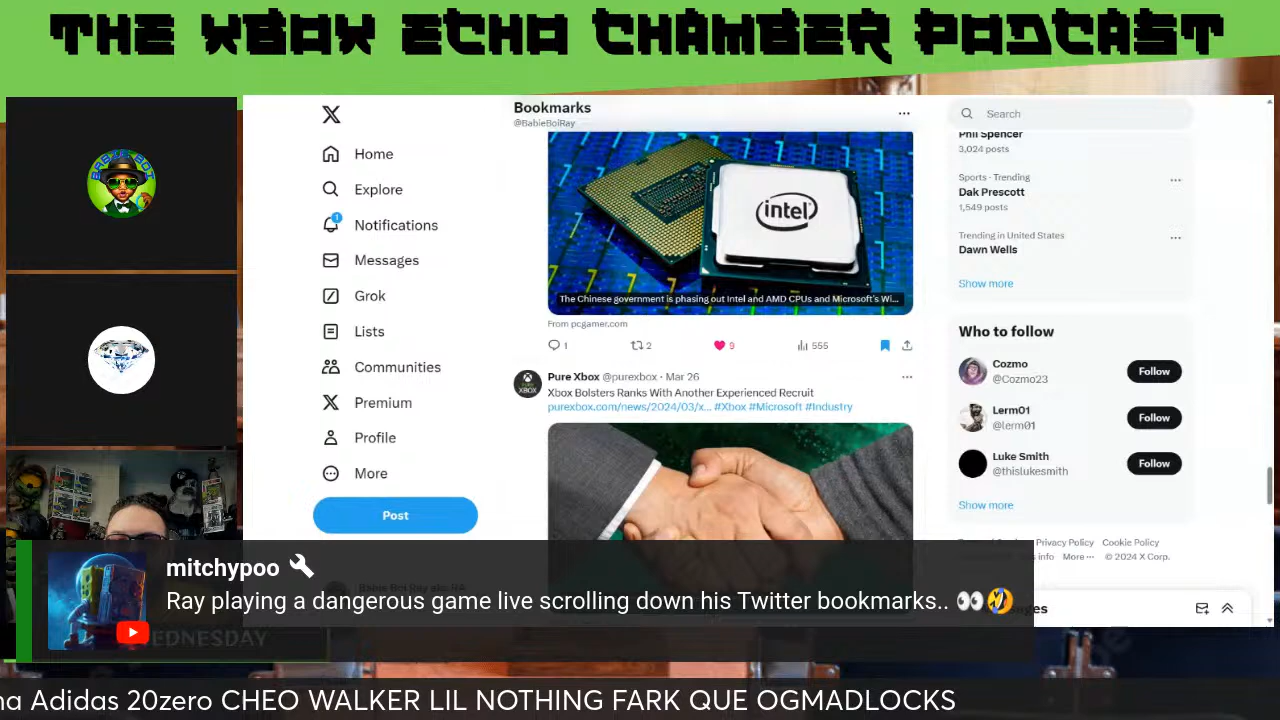 THE XBOX ECHO CHAMBER PODCAST
BABIE BOI
X
Home
Explore
1
Notifications
Messages
Grok
Lists
Communities
Premium
Profile
More
Post
Bookmarks
@BabieBoiRay
intel
The Chinese government is phasing out Intel and AMD CPUs and Microsoft's Wi...
From pcgamer.com
1
2
9
555
Pure Xbox @purexbox · Mar 26
Xbox Bolsters Ranks With Another Experienced Recruit
purexbox.com/news/2024/03/x... #Xbox #Microsoft #Industry
Search
Phil Spencer
3,024 posts
Sports · Trending
Dak Prescott
1,549 posts
Trending in United States
Dawn Wells
Show more
Who to follow
Cozmo
@Cozmo23
Follow
Lerm01
@lerm01
Follow
Luke Smith
@thislukesmith
Follow
Show more
Privacy Policy Cookie Policy
info More ··· © 2024 X Corp.
mitchypoo
Ray playing a dangerous game live scrolling down his Twitter bookmarks.. 👀🤣
EDNESDAY
na Adidas 20zero CHEO WALKER LIL NOTHING FARK QUE OGMADLOCKS